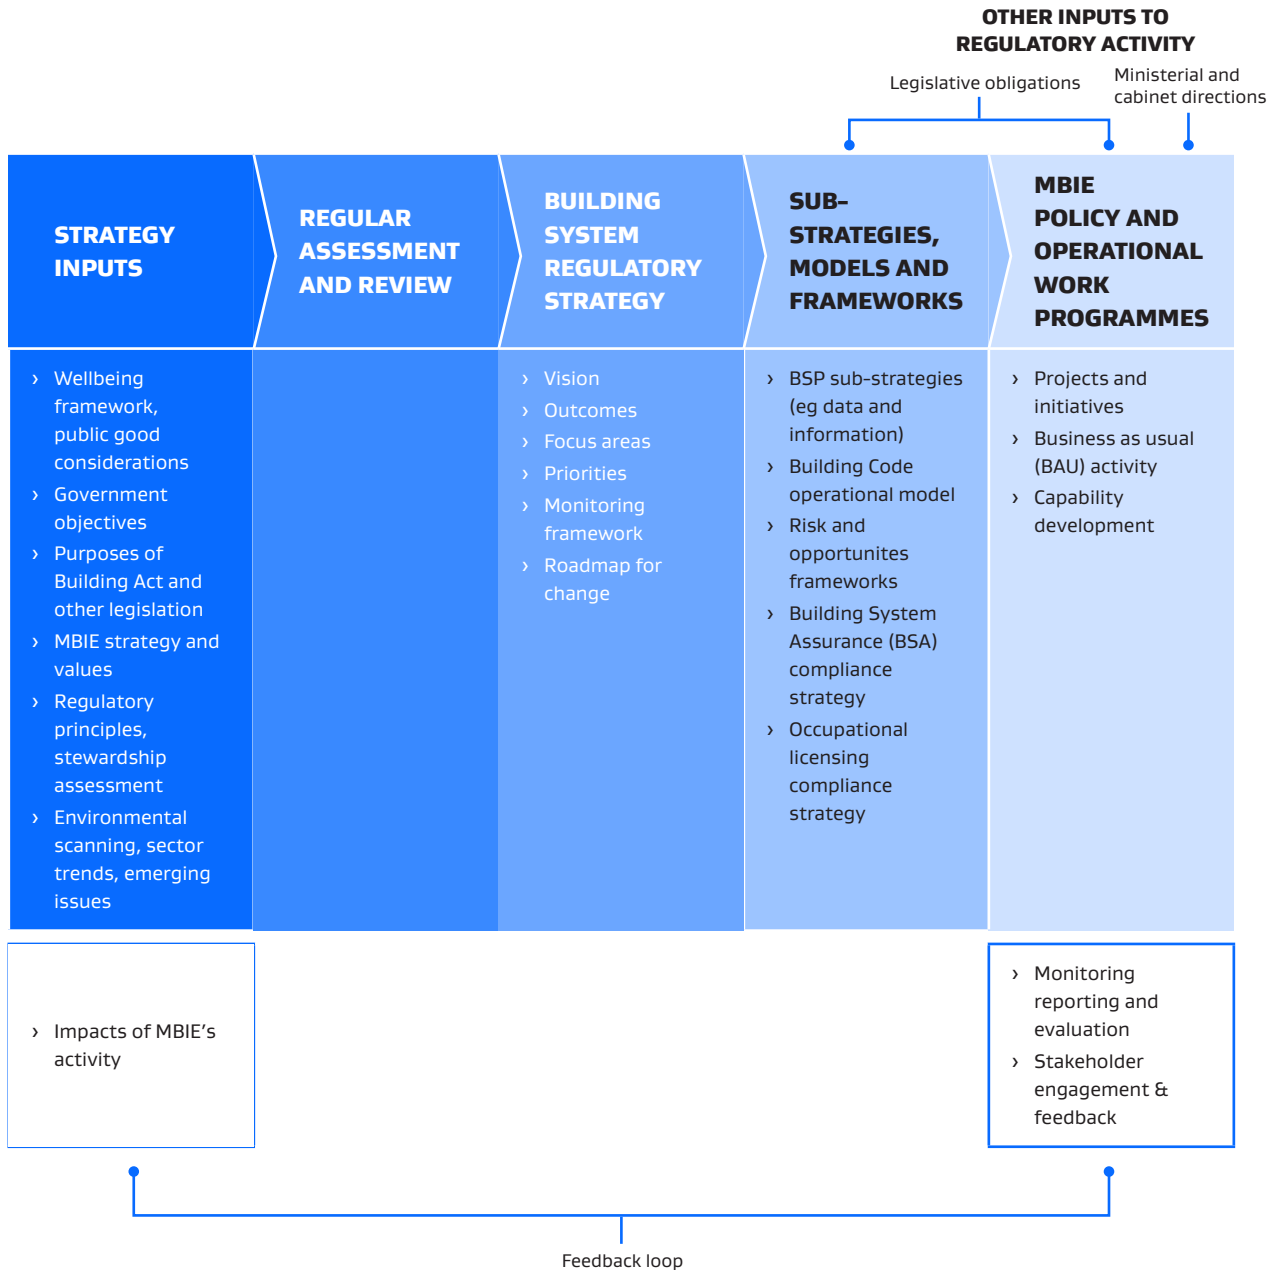 OTHER INPUTS TO
REGULATORY ACTIVITY
Legislative obligations
Ministerial and
cabinet directions
STRATEGY
INPUTS
REGULAR
ASSESSMENT
AND REVIEW
BUILDING
SYSTEM
REGULATORY
STRATEGY
SUB-
STRATEGIES,
MODELS AND
FRAMEWORKS
MBIE
POLICY AND
OPERATIONAL
WORK
PROGRAMMES
› Wellbeing
framework,
public good
considerations
› Government
objectives
› Purposes of
Building Act and
other legislation
› MBIE strategy and
values
› Regulatory
principles,
stewardship
assessment
› Environmental
scanning, sector
trends, emerging
issues
› Vision
› Outcomes
› Focus areas
› Priorities
› Monitoring
framework
› Roadmap for
change
› BSP sub-strategies
(eg data and
information)
› Building Code
operational model
› Risk and
opportunites
frameworks
› Building System
Assurance (BSA)
compliance
strategy
› Occupational
licensing
compliance
strategy
› Projects and
initiatives
› Business as usual
(BAU) activity
› Capability
development
› Impacts of MBIE's
activity
› Monitoring
reporting and
evaluation
› Stakeholder
engagement &
feedback
Feedback loop